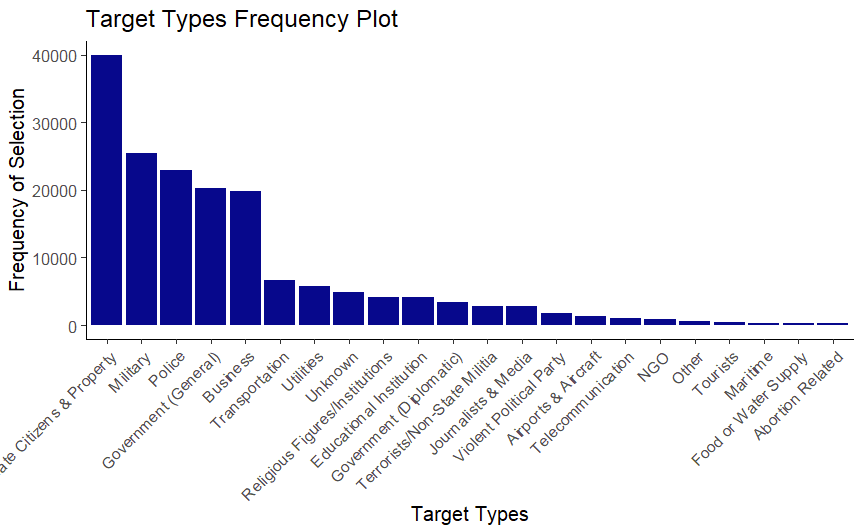 Target Types Frequency Plot
Frequency of Selection
40000
30000
20000
10000
0
ate Citizens & Property
Military
Police
Government (General)
Business
Transportation
Utilities
Unknown
Religious Figures/Institutions
Educational Institution
Government (Diplomatic)
Terrorists/Non-State Militia
Journalists & Media
Violent Political Party
Airports & Aircraft
Telecommunication
NGO
Other
Tourists
Maritime
Food or Water Supply
Abortion Related
Target Types